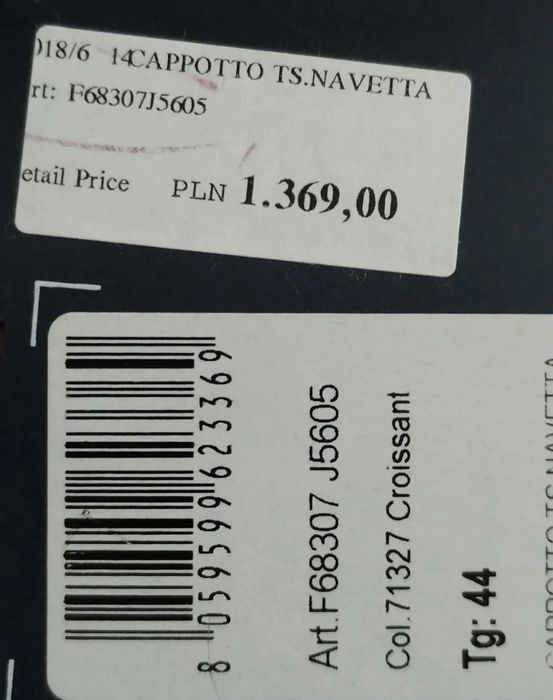 )18/6 14CAPPOTTO TS.NAVETTA
rt: F68307J5605
etail Price PLN 1.369,00
8 059599 623369
Art.F68307 J5605
Col.71327 Croissant
Tg: 44
CAPPOTTO TS.NAVETTA